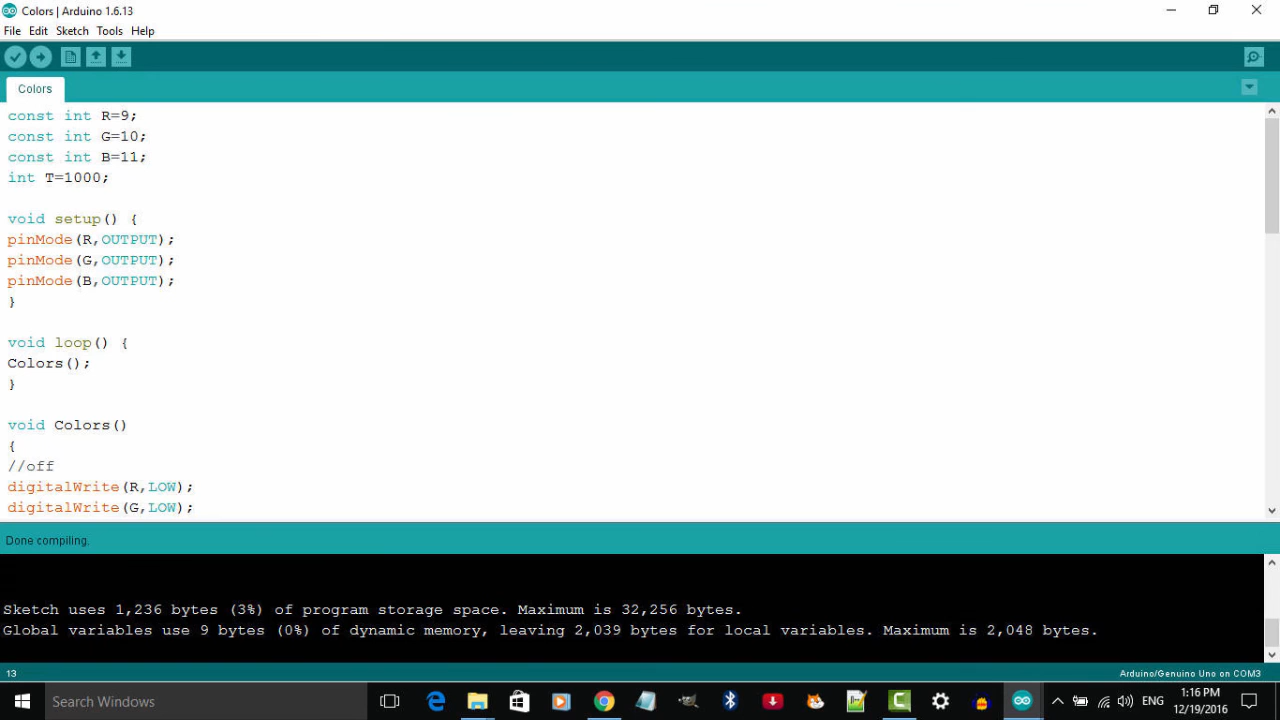 Colors | Arduino 1.6.13
File Edit Sketch Tools Help
Colors
const int R=9;
const int G=10;
const int B=11;
int T=1000;
void setup() {
pinMode(R,OUTPUT);
pinMode(G,OUTPUT);
pinMode(B,OUTPUT);
}
void loop() {
Colors();
}
void Colors()
{
//off
digitalWrite(R,LOW);
digitalWrite(G,LOW);
Done compiling.
Sketch uses 1,236 bytes (3%) of program storage space. Maximum is 32,256 bytes.
Global variables use 9 bytes (0%) of dynamic memory, leaving 2,039 bytes for local variables. Maximum is 2,048 bytes.
13
Arduino/Genuino Uno on COM3
Search Windows
ENG
1:16 PM
12/19/2016